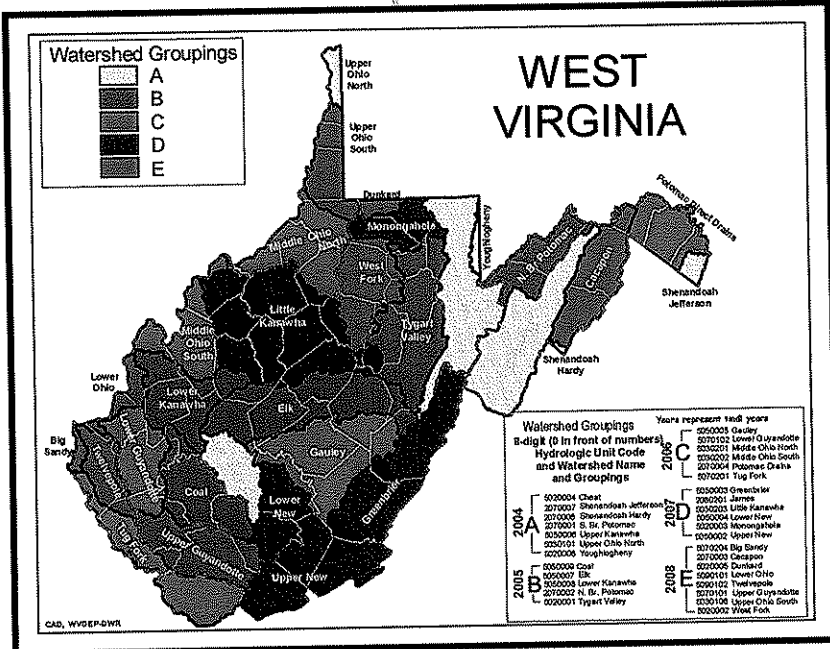 Watershed Groupings
A
B
C
D
E
WEST
VIRGINIA
Upper
Ohio
North
Upper
Ohio
South
Dunkard
Monongahela
Youghiogheny
Middle Ohio
North
West
Fork
N. Br. Potomac
Cacapon
Potomac Direct Drains
Shenandoah
Jefferson
Little
Kanawha
Tygart
Valley
Middle
Ohio
South
Shenandoah
Hardy
Lower
Ohio
Lower
Kanawha
Elk
Big
Sandy
Twelvepole
Lower Guyandotte
Gauley
Coal
Lower
New
Greenbrier
Tug Fork
Upper Guyandotte
Upper New
Watershed Groupings
8-digit (0 in front of numbers)
Hydrologic Unit Code
and Watershed Name
and Groupings
2004
A
5020004 Cheat
2070007 Shenandoah Jefferson
Shenandoah Hardy
2070001 S. Br. Potomac
5050006 Upper Kanawha
5030101 Upper Ohio North
5020006 Youghiogheny
2005
B
5050009 Coal
5050007 Elk
5050008 Lower Kanawha
2070002 N. Br. Potomac
Tygart Valley
Years represent tmdl years
2006
C
5050005 Gauley
5070102 Lower Guyandotte
5030201 Middle Ohio North
5030202 Middle Ohio South
2070004 Potomac Drains
5070201 Tug Fork
2007
D
5050003 Greenbrier
2080201 James
5030203 Little Kanawha
5050004 Lower New
5020003 Monongahela
5050002 Upper New
2008
E
5070204 Big Sandy
2070003 Cacapon
5020005 Dunkard
5090101 Lower Ohio
5090102 Twelvepole
5070101 Upper Guyandotte
5030106 Upper Ohio South
5020002 West Fork
CAD, WVDEP-DWR